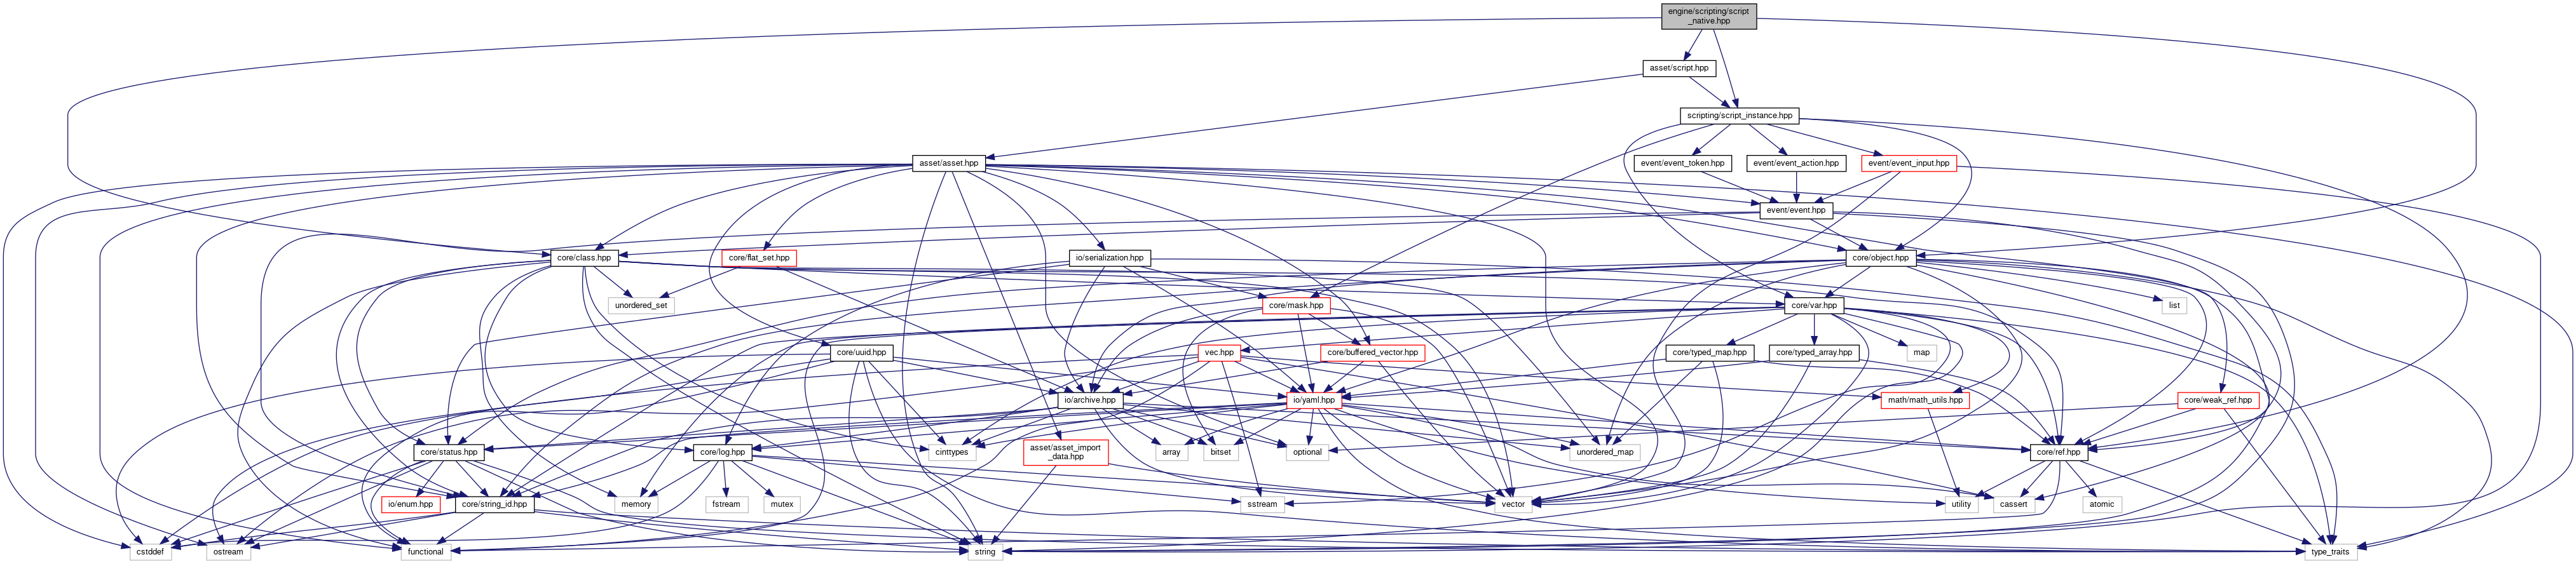 engine/scripting/script
_native.hpp
asset/script.hpp
scripting/script_instance.hpp
asset/asset.hpp
event/event_token.hpp
event/event_action.hpp
event/event_input.hpp
event/event.hpp
core/class.hpp
core/flat_set.hpp
io/serialization.hpp
core/object.hpp
unordered_set
core/mask.hpp
core/var.hpp
list
core/uuid.hpp
vec.hpp
core/buffered_vector.hpp
core/typed_map.hpp
core/typed_array.hpp
map
io/archive.hpp
io/yaml.hpp
math/math_utils.hpp
core/weak_ref.hpp
core/status.hpp
core/log.hpp
cinttypes
asset/asset_import
_data.hpp
array
bitset
optional
unordered_map
core/ref.hpp
io/enum.hpp
core/string_id.hpp
memory
fstream
mutex
sstream
vector
utility
cassert
atomic
cstddef
ostream
functional
string
type_traits